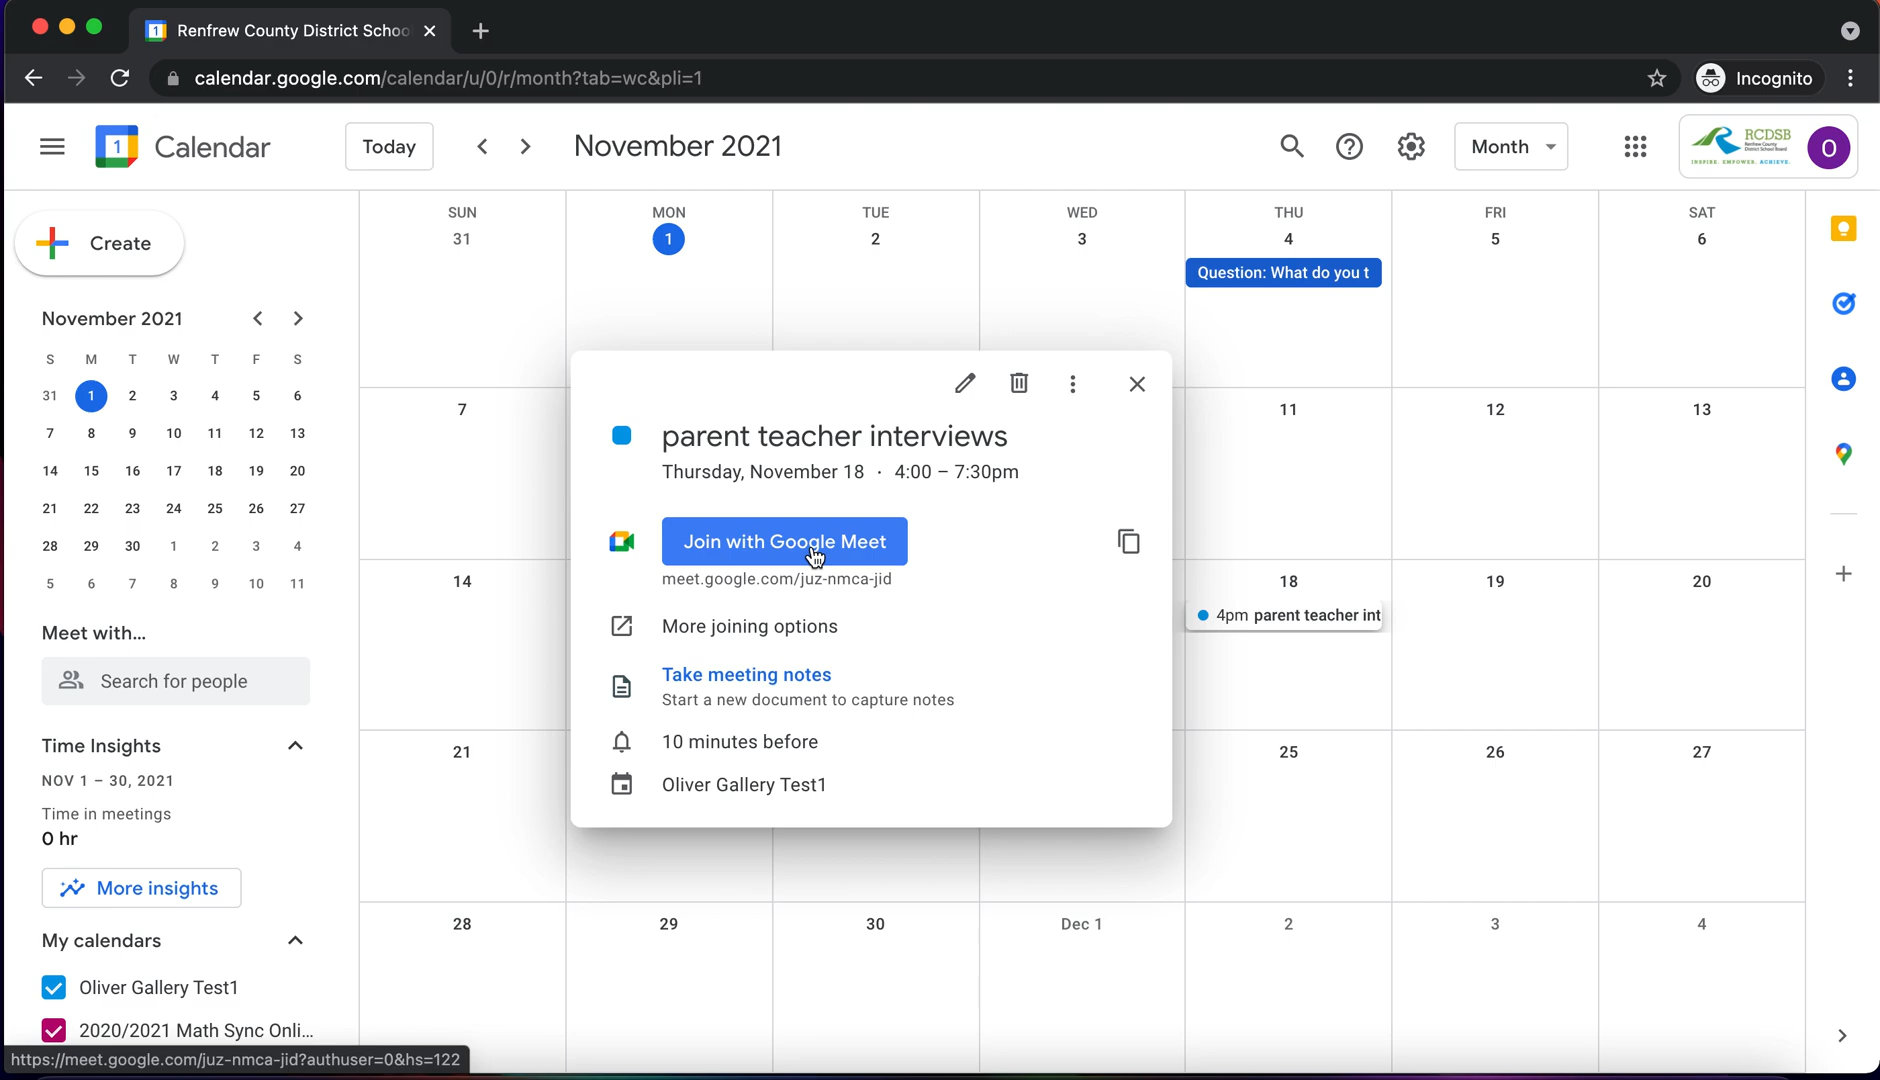 Renfrew County District Schoo
calendar.google.com/calendar/u/0/r/month?tab=wc&pli=1
Incognito
1
Calendar
Today
November 2021
Month
RCDSB
Renfrew County
District School Board
INSPIRE. EMPOWER. ACHIEVE.
O
Create
November 2021
S M T W T F S
31 1 2 3 4 5 6
7 8 9 10 11 12 13
14 15 16 17 18 19 20
21 22 23 24 25 26 27
28 29 30 1 2 3 4
5 6 7 8 9 10 11
Meet with...
Search for people
Time Insights
NOV 1 – 30, 2021
Time in meetings
0 hr
More insights
My calendars
Oliver Gallery Test1
2020/2021 Math Sync Onli...
https://meet.google.com/juz-nmca-jid?authuser=0&hs=122
SUN MON TUE WED THU FRI SAT
31 1 2 3 4 5 6
Question: What do you t
7 11 12 13
14 18 19 20
4pm parent teacher int
21 25 26 27
28 29 30 Dec 1 2 3 4
parent teacher interviews
Thursday, November 18 · 4:00 – 7:30pm
Join with Google Meet
meet.google.com/juz-nmca-jid
More joining options
Take meeting notes
Start a new document to capture notes
10 minutes before
Oliver Gallery Test1